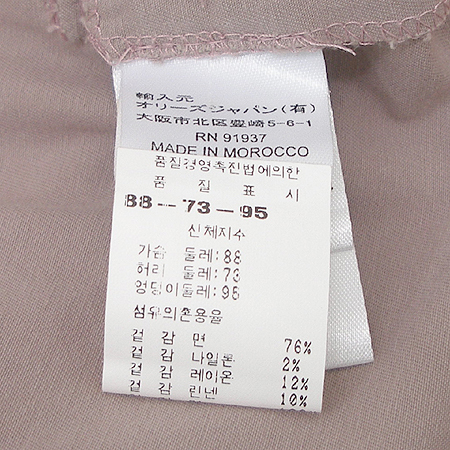 輸入元
オリーズジャパン(有)
大阪市北区豊崎5-6-1
RN 91937
MADE IN MOROCCO
품질경영촉진법에의한
품 질 표 시
88-73-95
신체지수
가슴 둘레:88
허리 둘레:73
엉덩이둘레:95
섬유의혼용율
겉 감 면 76%
겉 감 나일론 2%
겉 감 레이온 12%
겉 감 린넨 10%